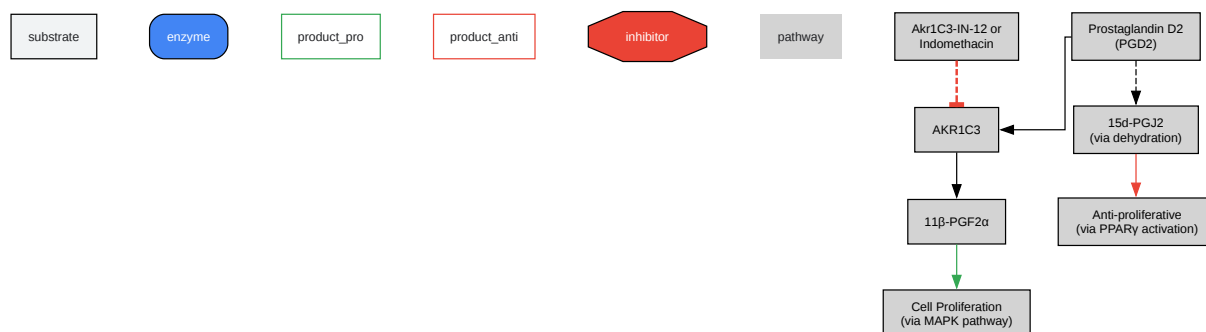 substrate
enzyme
product_pro
product_anti
inhibitor
pathway
Akr1C3-IN-12 or
Indomethacin
Prostaglandin D2
(PGD2)
AKR1C3
15d-PGJ2
(via dehydration)
11β-PGF2α
Anti-proliferative
(via PPARγ activation)
Cell Proliferation
(via MAPK pathway)